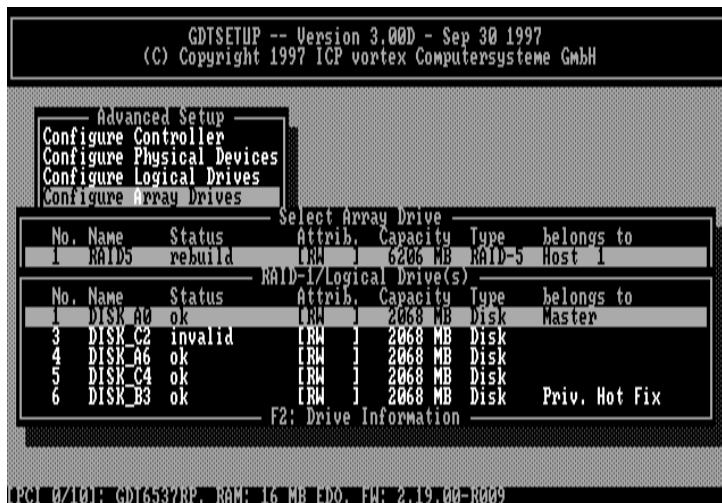 GDTSETUP -- Version 3.00D - Sep 30 1997
(C) Copyright 1997 ICP vortex Computersysteme GmbH
Advanced Setup
Configure Controller
Configure Physical Devices
Configure Logical Drives
Configure Array Drives
Select Array Drive
No. Name Status Attrib. Capacity Type belongs to
1 RAID5 rebuild [RW ] 6206 MB RAID-5 Host 1
RAID-1/Logical Drive(s)
No. Name Status Attrib. Capacity Type belongs to
1 DISK_A0 ok [RW ] 2068 MB Disk Master
3 DISK_C2 invalid [RW ] 2068 MB Disk
4 DISK_A6 ok [RW ] 2068 MB Disk
5 DISK_C4 ok [RW ] 2068 MB Disk
6 DISK_B3 ok [RW ] 2068 MB Disk Priv. Hot Fix
F2: Drive Information
[PCI 0/10]: GDT6537RP, RAM: 16 MB EDO, FW: 2.19.00-R009